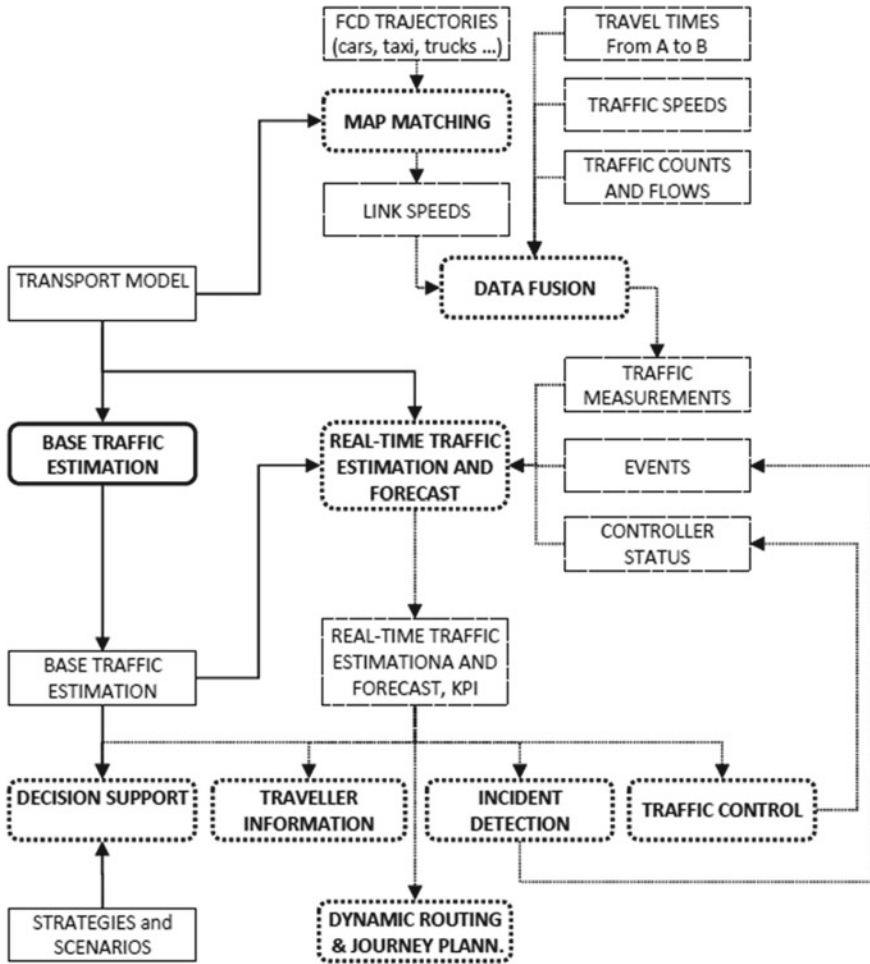 FCD TRAJECTORIES
(cars, taxi, trucks ...)
TRAVEL TIMES
From A to B
MAP MATCHING
TRAFFIC SPEEDS
TRAFFIC COUNTS
AND FLOWS
LINK SPEEDS
TRANSPORT MODEL
DATA FUSION
TRAFFIC
MEASUREMENTS
BASE TRAFFIC
ESTIMATION
REAL-TIME TRAFFIC
ESTIMATION AND
FORECAST
EVENTS
CONTROLLER
STATUS
BASE TRAFFIC
ESTIMATION
REAL-TIME TRAFFIC
ESTIMATIONA AND
FORECAST, KPI
DECISION SUPPORT
TRAVELLER
INFORMATION
INCIDENT
DETECTION
TRAFFIC CONTROL
STRATEGIES and
SCENARIOS
DYNAMIC ROUTING
& JOURNEY PLANN.